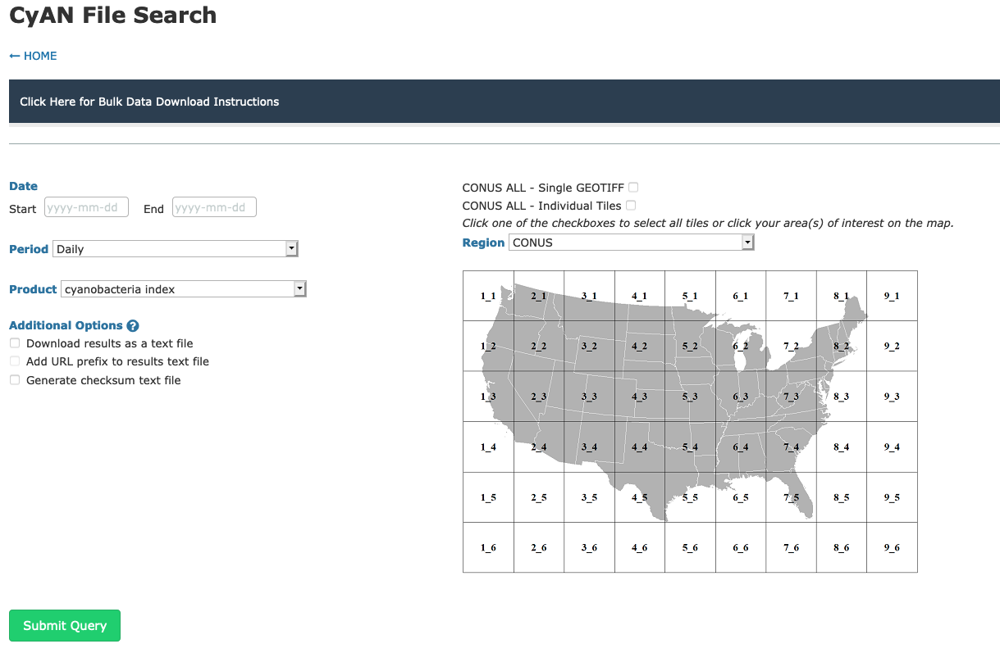 CyAN File Search
← HOME
Click Here for Bulk Data Download Instructions
Date
Start yyyy-mm-dd End yyyy-mm-dd
Period Daily
Product cyanobacteria index
Additional Options ?
Download results as a text file
Add URL prefix to results text file
Generate checksum text file
CONUS ALL - Single GEOTIFF
CONUS ALL - Individual Tiles
Click one of the checkboxes to select all tiles or click your area(s) of interest on the map.
Region CONUS
1_1 2_1 3_1 4_1 5_1 6_1 7_1 8_1 9_1
1_2 2_2 3_2 4_2 5_2 6_2 7_2 8_2 9_2
1_3 2_3 3_3 4_3 5_3 6_3 7_3 8_3 9_3
1_4 2_4 3_4 4_4 5_4 6_4 7_4 8_4 9_4
1_5 2_5 3_5 4_5 5_5 6_5 7_5 8_5 9_5
1_6 2_6 3_6 4_6 5_6 6_6 7_6 8_6 9_6
Submit Query